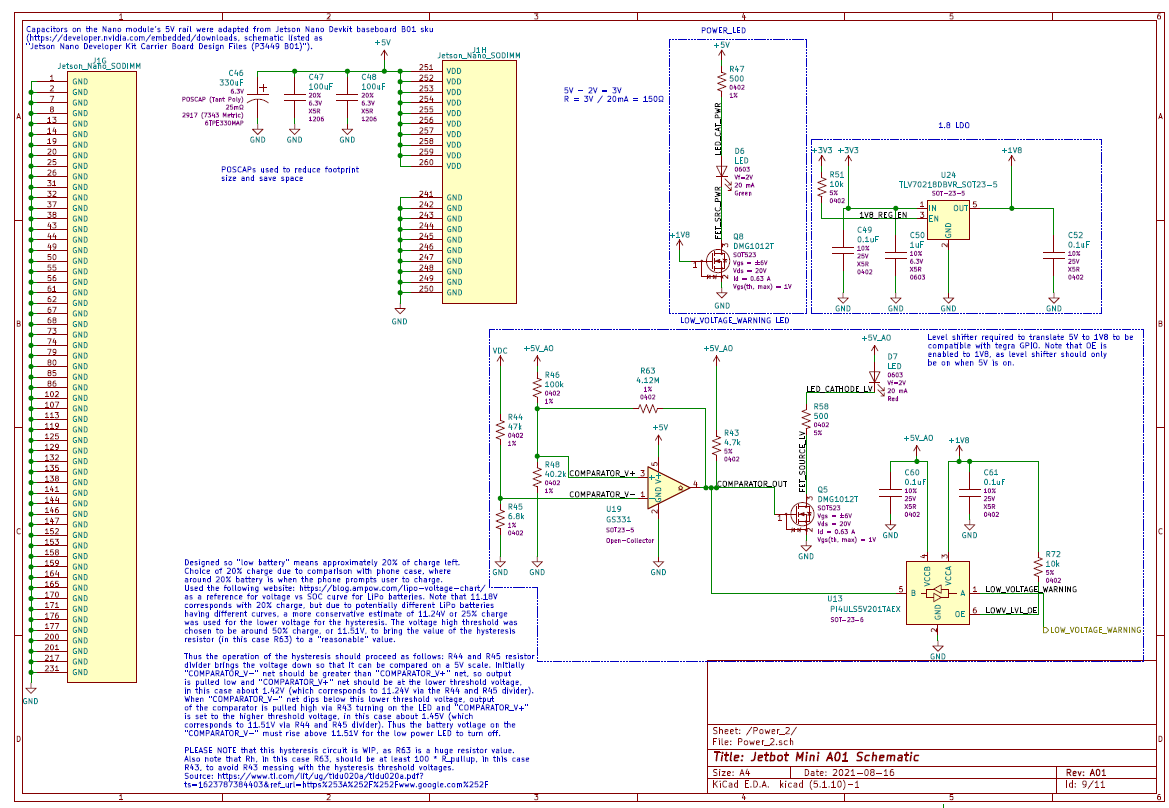 Capacitors on the Nano module's 5V rail were adapted from Jetson Nano Devkit baseboard B01 sku
(https://developer.nvidia.com/embedded/downloads, schematic listed as
"Jetson Nano Developer Kit Carrier Board Design Files (P3449 B01)").
J1G
Jetson_Nano_SODIMM
1 GND
2 GND
7 GND
8 GND
13 GND
14 GND
19 GND
20 GND
25 GND
26 GND
31 GND
32 GND
37 GND
38 GND
43 GND
44 GND
49 GND
50 GND
55 GND
56 GND
61 GND
62 GND
67 GND
68 GND
73 GND
74 GND
79 GND
80 GND
85 GND
86 GND
102 GND
107 GND
113 GND
119 GND
125 GND
129 GND
132 GND
135 GND
138 GND
141 GND
144 GND
146 GND
147 GND
152 GND
153 GND
158 GND
159 GND
164 GND
165 GND
170 GND
171 GND
176 GND
177 GND
200 GND
201 GND
217 GND
231 GND
GND
+5V
C46
330uF
6.3V
POSCAP (Tant Poly)
25mΩ
2917 (7343 Metric)
6TPE330MAP
GND
C47
100uF
20%
6.3V
X5R
1206
GND
C48
100uF
20%
6.3V
X5R
1206
GND
POSCAPs used to reduce footprint
size and save space
J1H
Jetson_Nano_SODIMM
251 VDD
252 VDD
253 VDD
254 VDD
255 VDD
256 VDD
257 VDD
258 VDD
259 VDD
260 VDD
241 GND
242 GND
243 GND
244 GND
245 GND
246 GND
247 GND
248 GND
249 GND
250 GND
GND
POWER_LED
5V - 2V = 3V
R = 3V / 20mA = 150Ω
+5V
R47
500
0402
1%
LED_CAT_PWR
D6
LED
0603
Vf=2V
20 mA
Green
FET_SRC_PWR
+1V8
Q8
DMG1012T
SOT523
Vgs = ±6V
Vds = 20V
Id = 0.63 A
Vgs(th, max) = 1V
GND
1.8 LDO
+3V3 +3V3
R51
10k
5%
0402
1V8_REG_EN
U24
TLV70218DBVR_SOT23-5
SOT-23-5
1 IN
3 EN
OUT 5
GND
2
+1V8
C49
0.1uF
10%
25V
X5R
0402
GND
C50
1uF
10%
6.3V
X5R
0603
GND
GND
C52
0.1uF
10%
25V
X5R
0402
GND
LOW_VOLTAGE_WARNING LED
Level shifter required to translate 5V to 1V8 to be
compatible with tegra GPIO. Note that OE is
enabled to 1V8, as level shifter should only
be on when 5V is on.
VDC
+5V_AO
R46
100k
0402
1%
R63
4.12M
1%
0402
R44
47k
0402
1%
R48
40.2k
0402
1%
R45
6.8k
1%
0402
GND
GND
COMPARATOR_V+ 3
COMPARATOR_V- 1
+5V
5
V+
GND V-
2
4
U19
GS331
SOT23-5
Open-Collector
GND
+5V_AO
R43
4.7k
5%
0402
COMPARATOR_OUT
+5V_AO
D7
LED
0603
Vf=2V
20 mA
Red
LED_CATHODE_LV
R58
500
0402
5%
FET_SOURCE_LV
Q5
DMG1012T
SOT523
Vgs = ±6V
Vds = 20V
Id = 0.63 A
Vgs(th, max) = 1V
GND
+5V_AO
C60
0.1uF
10%
25V
X5R
0402
GND
+1V8
C61
0.1uF
10%
25V
X5R
0402
GND
R72
10k
5%
0402
4 3
VCCB VCCA
5 B
A 1
OE 6
GND
2
GND
U13
PI4ULS5V201TAEX
SOT-23-6
LOW_VOLTAGE_WARNING
LOWV_LVL_OE
LOW_VOLTAGE_WARNING
Designed so "low battery" means approximately 20% of charge left.
Choice of 20% charge due to comparison with phone case, where
around 20% battery is when the phone prompts user to charge.
Used the following website: https://blog.ampow.com/lipo-voltage-chart/
as a reference for voltage vs SOC curve for LiPo batteries. Note that 11.18V
corresponds with 20% charge, but due to potentially different LiPo batteries
having different curves, a more conservative estimate of 11.24V or 25% charge
was used for the lower voltage for the hysteresis. The voltage high threshold was
chosen to be around 50% charge, or 11.51V, to bring the value of the hysteresis
resistor (in this case R63) to a "reasonable" value.
Thus the operation of the hysteresis should proceed as follows: R44 and R45 resistor
divider brings the voltage down so that it can be compared on a 5V scale. Initially
"COMPARATOR_V-" net should be greater than "COMPARATOR_V+" net, so output
is pulled low and "COMPARATOR_V+" net should be at the lower threshold voltage,
in this case about 1.42V (which corresponds to 11.24V via the R44 and R45 divider).
When "COMPARATOR_V-" net dips below this lower threshold voltage, output
of the comparator is pulled high via R43 turning on the LED and "COMPARATOR_V+"
is set to the higher threshold voltage, in this case about 1.45V (which
corresponds to 11.51V via R44 and R45 divider). Thus the battery voltage on the
"COMPARATOR_V-" must rise above 11.51V for the low power LED to turn off.
PLEASE NOTE that this hysteresis circuit is WIP, as R63 is a huge resistor value.
Also note that Rh, in this case R63, should be at least 100 * R_pullup, in this case
R43, to avoid R43 messing with the hysteresis threshold voltages.
Source: https://www.ti.com/lit/ug/tidu020a/tidu020a.pdf?
ts=1623787384403&ref_url=https%253A%252F%252Fwww.google.com%252F
Sheet: /Power_2/
File: Power_2.sch
Title: Jetbot Mini A01 Schematic
Size: A4 Date: 2021-08-16 Rev: A01
KiCad E.D.A. kicad (5.1.10)-1 Id: 9/11